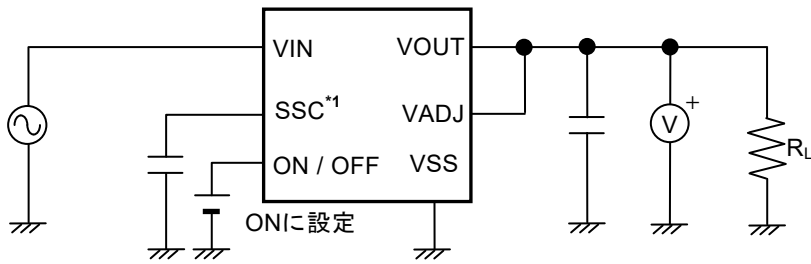 VIN
VOUT
SSC*1
VADJ
ON / OFF
VSS
ONに設定
V
+
RL